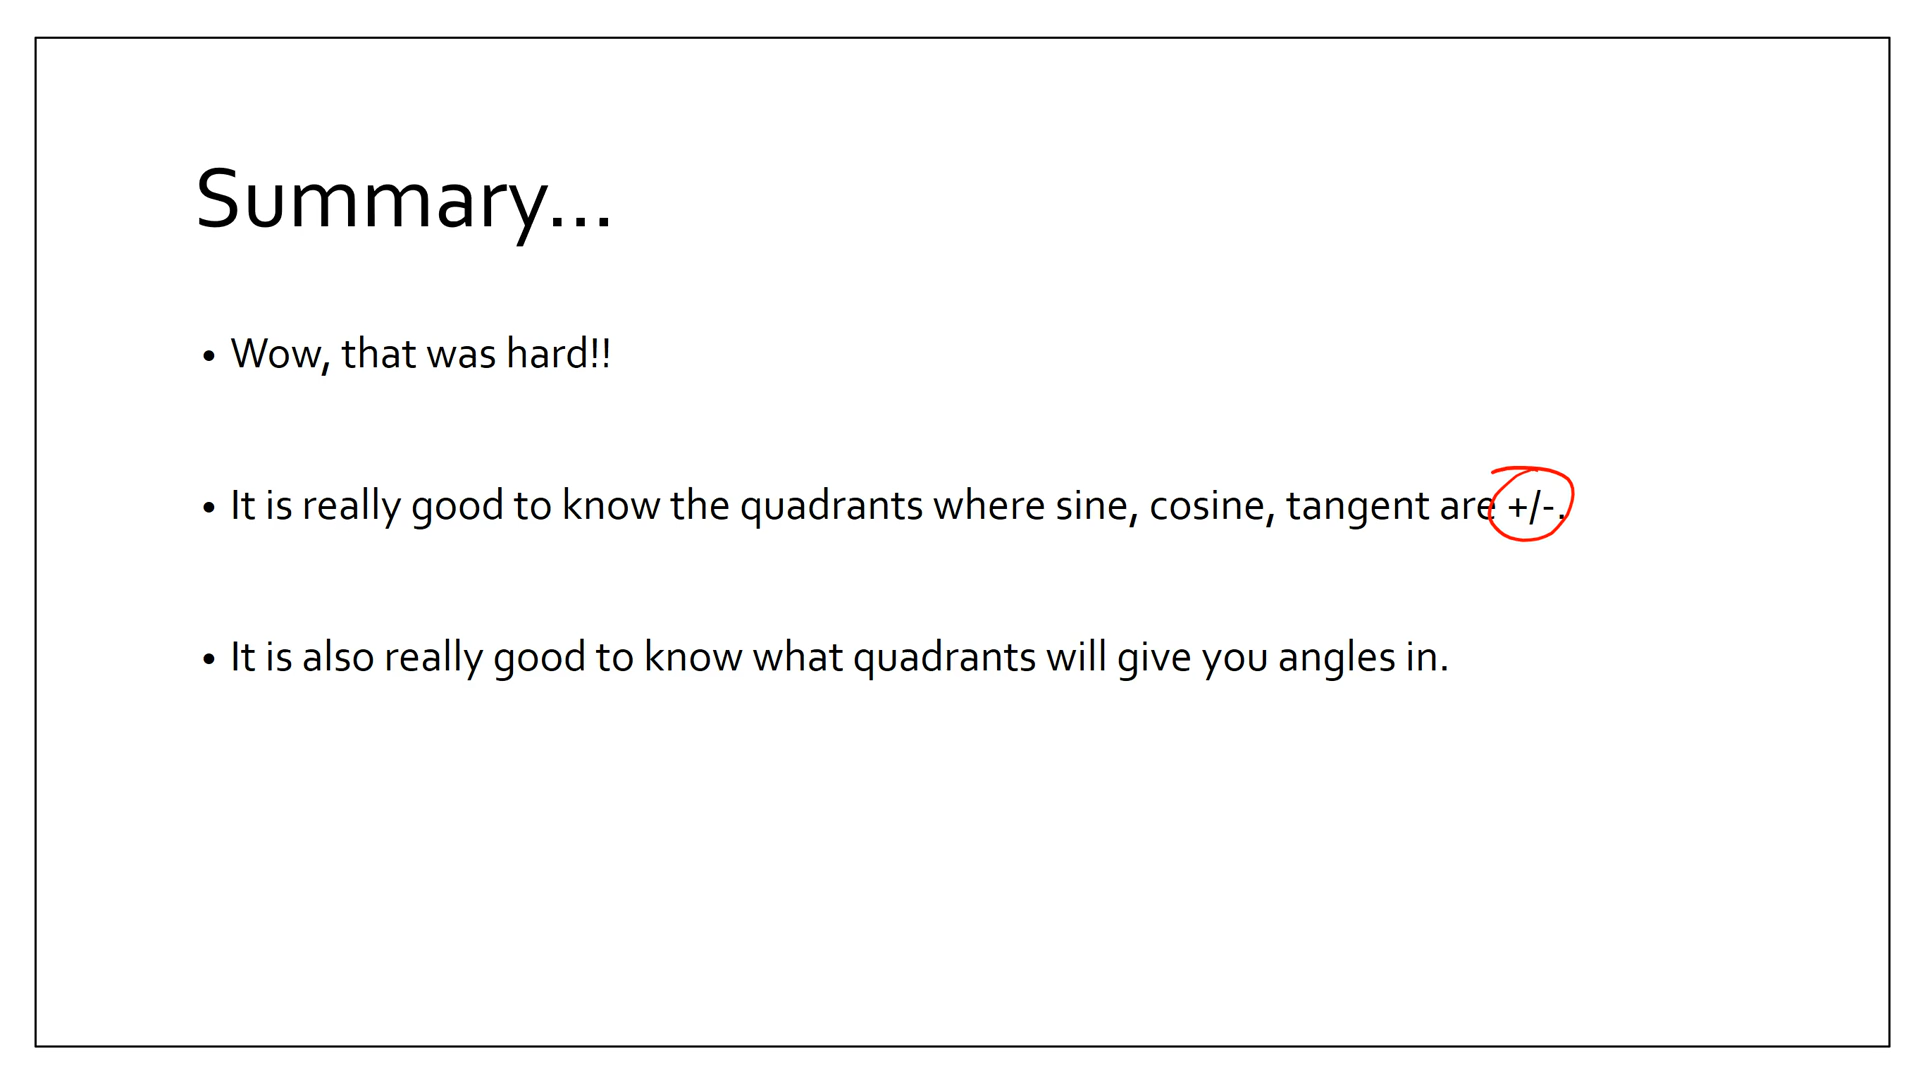 Summary...
• Wow, that was hard!!
• It is really good to know the quadrants where sine, cosine, tangent are +/-.
• It is also really good to know what quadrants will give you angles in.